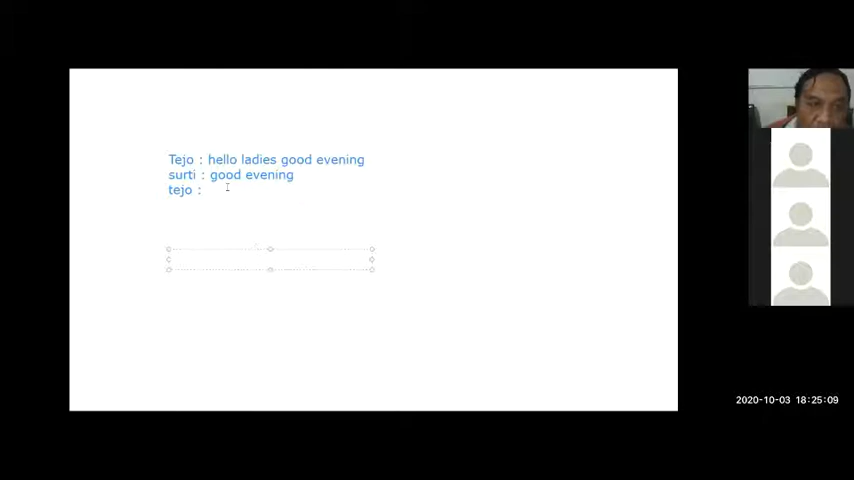 Tejo : hello ladies good evening
surti : good evening
tejo :
2020-10-03 18:25:09